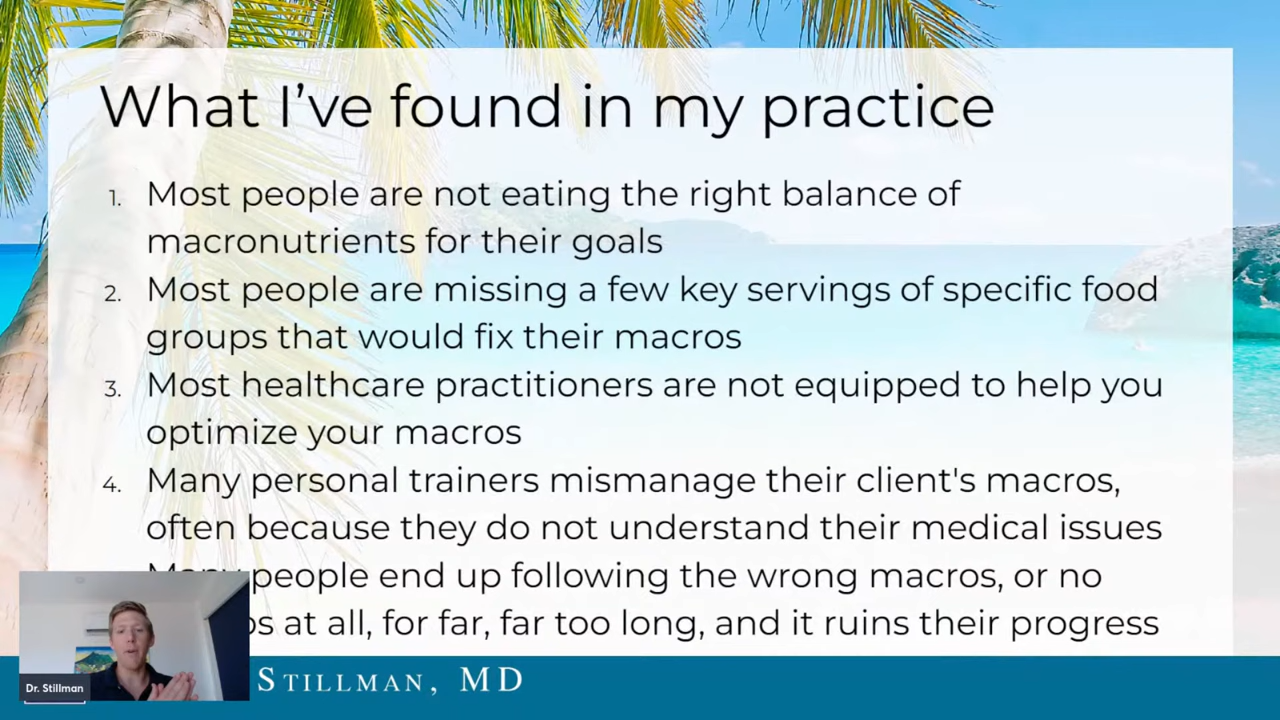 What I’ve found in my practice
1. Most people are not eating the right balance of
macronutrients for their goals
2. Most people are missing a few key servings of specific food
groups that would fix their macros
3. Most healthcare practitioners are not equipped to help you
optimize your macros
4. Many personal trainers mismanage their client's macros,
often because they do not understand their medical issues
people end up following the wrong macros, or no
at all, for far, far too long, and it ruins their progress
STILLMAN, MD
Dr. Stillman